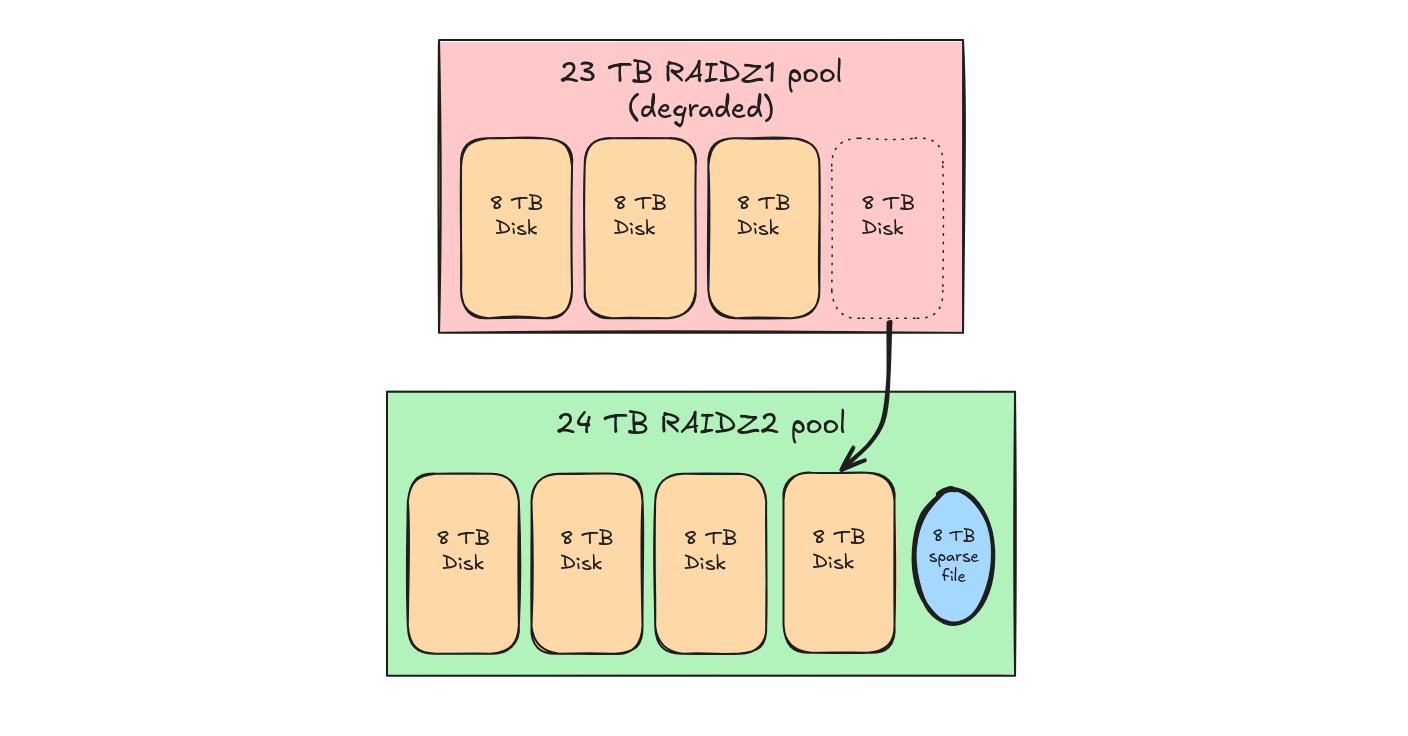 23 TB RAIDZ1 pool
(degraded)
8 TB
Disk
8 TB
Disk
8 TB
Disk
8 TB
Disk
24 TB RAIDZ2 pool
8 TB
Disk
8 TB
Disk
8 TB
Disk
8 TB
Disk
8 TB
sparse
file